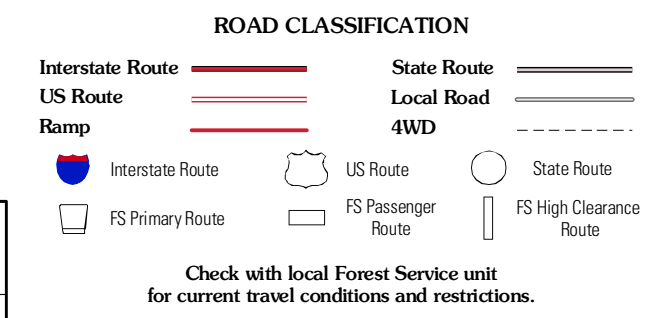 ROAD CLASSIFICATION
Interstate Route
State Route
US Route
Local Road
Ramp
4WD
Interstate Route
US Route
State Route
FS Primary Route
FS Passenger
Route
FS High Clearance
Route
Check with local Forest Service unit
for current travel conditions and restrictions.